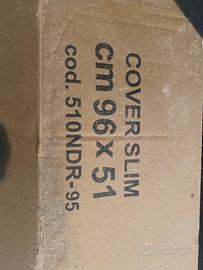 COVER SLIM
cm 96 x 51
cod. 510NDR-95